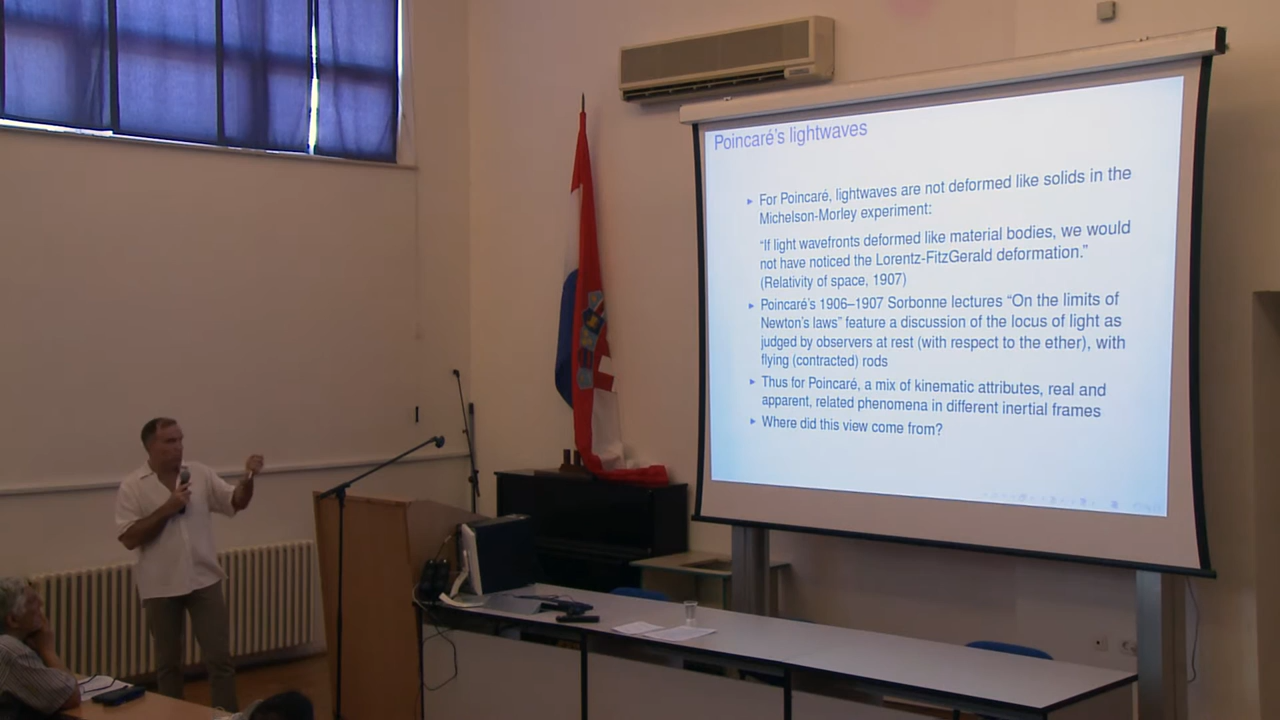 Poincaré's lightwaves
For Poincaré, lightwaves are not deformed like solids in the
Michelson-Morley experiment:
“If light wavefronts deformed like material bodies, we would
not have noticed the Lorentz-FitzGerald deformation.”
(Relativity of space, 1907)
Poincaré's 1906–1907 Sorbonne lectures “On the limits of
Newton's laws” feature a discussion of the locus of light as
judged by observers at rest (with respect to the ether), with
flying (contracted) rods
Thus for Poincaré, a mix of kinematic attributes, real and
apparent, related phenomena in different inertial frames
Where did this view come from?